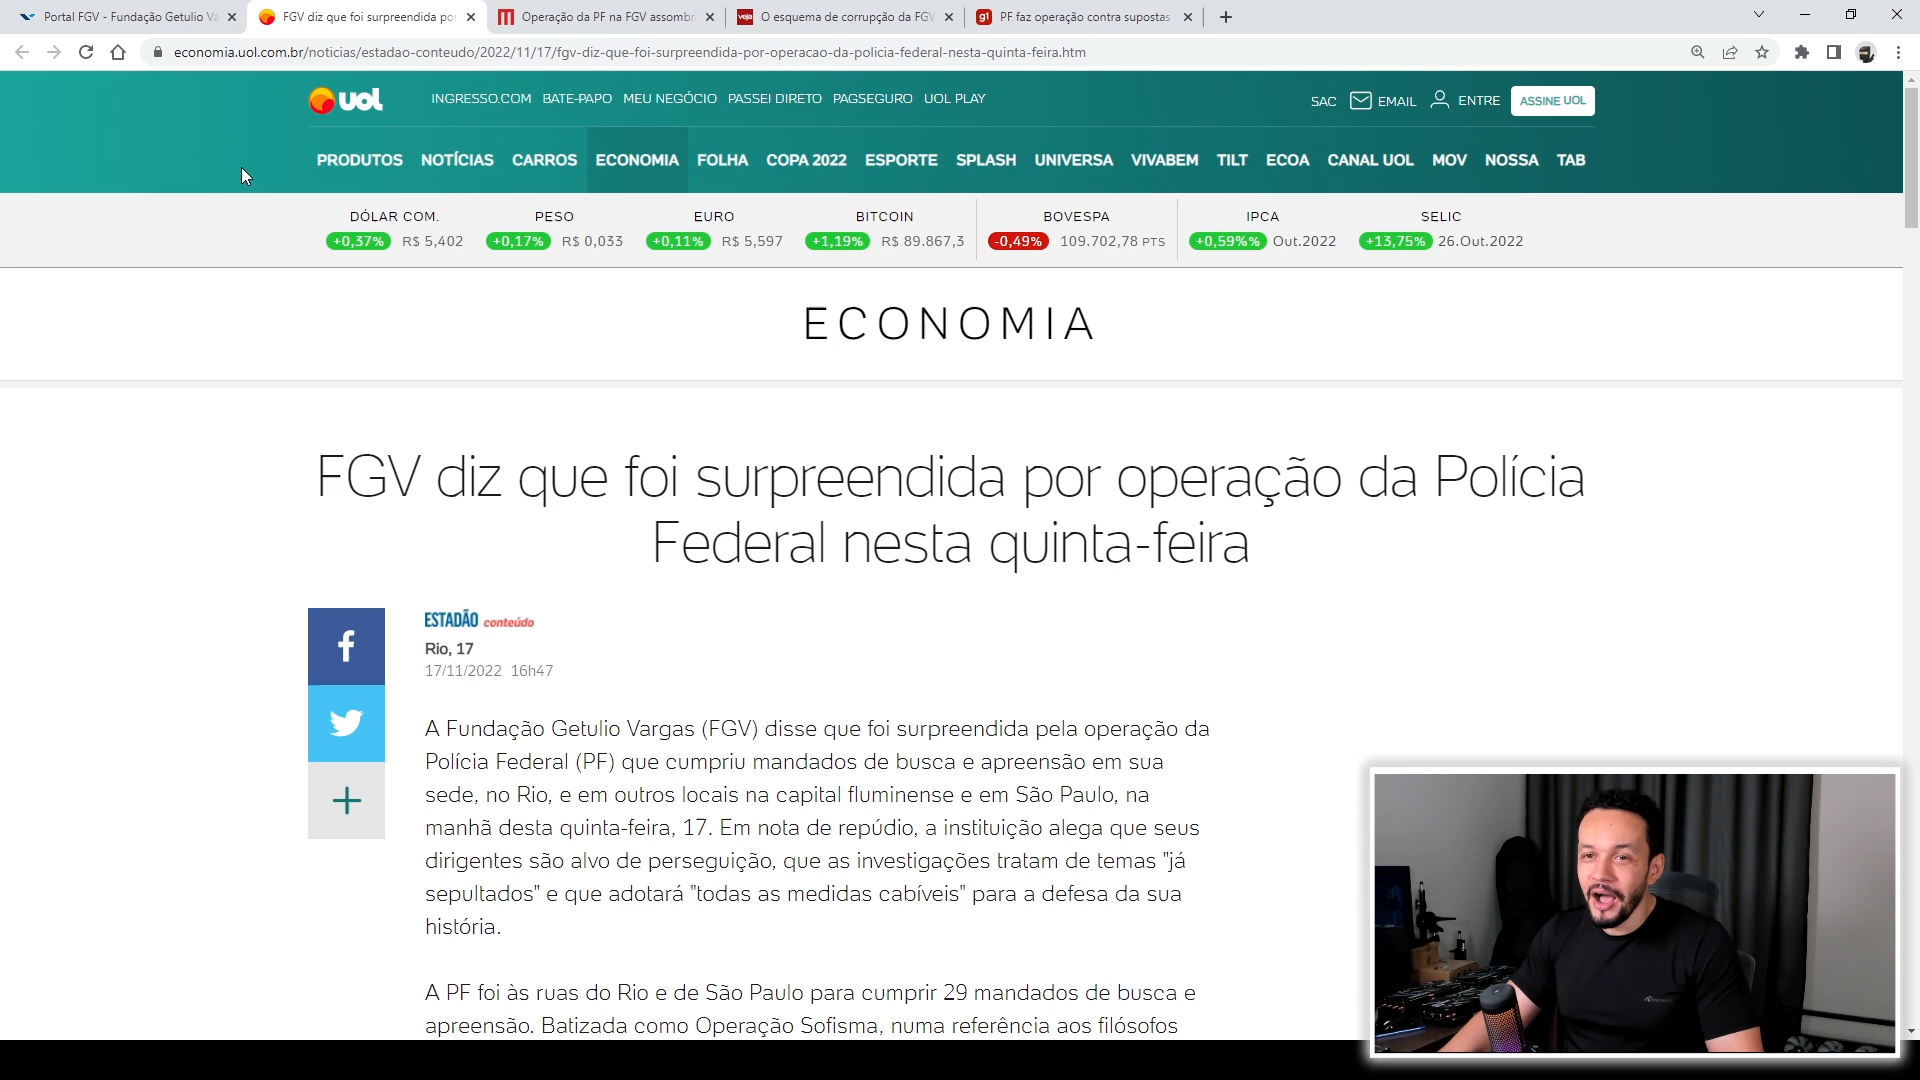 Portal FGV - Fundação Getulio Va
FGV diz que foi surpreendida por
Operação da PF na FGV assombra
veja O esquema de corrupção da FGV
g1 PF faz operação contra supostas
economia.uol.com.br/noticias/estadao-conteudo/2022/11/17/fgv-diz-que-foi-surpreendida-por-operacao-da-policia-federal-nesta-quinta-feira.htm
uol INGRESSO.COM BATE-PAPO MEU NEGÓCIO PASSEI DIRETO PAGSEGURO UOL PLAY SAC EMAIL ENTRE ASSINE UOL
PRODUTOS NOTÍCIAS CARROS ECONOMIA FOLHA COPA 2022 ESPORTE SPLASH UNIVERSA VIVABEM TILT ECOA CANAL UOL MOV NOSSA TAB
DÓLAR COM. PESO EURO BITCOIN BOVESPA IPCA SELIC
+0,37% R$ 5,402 +0,17% R$ 0,033 +0,11% R$ 5,597 +1,19% R$ 89.867,3 -0,49% 109.702,78 PTS +0,59%% Out.2022 +13,75% 26.Out.2022
ECONOMIA
FGV diz que foi surpreendida por operação da Polícia
Federal nesta quinta-feira
ESTADÃO conteúdo
Rio, 17
17/11/2022 16h47
A Fundação Getulio Vargas (FGV) disse que foi surpreendida pela operação da
Polícia Federal (PF) que cumpriu mandados de busca e apreensão em sua
sede, no Rio, e em outros locais na capital fluminense e em São Paulo, na
manhã desta quinta-feira, 17. Em nota de repúdio, a instituição alega que seus
dirigentes são alvo de perseguição, que as investigações tratam de temas "já
sepultados" e que adotará "todas as medidas cabíveis" para a defesa da sua
história.
A PF foi às ruas do Rio e de São Paulo para cumprir 29 mandados de busca e
apreensão. Batizada como Operação Sofisma, numa referência aos filósofos